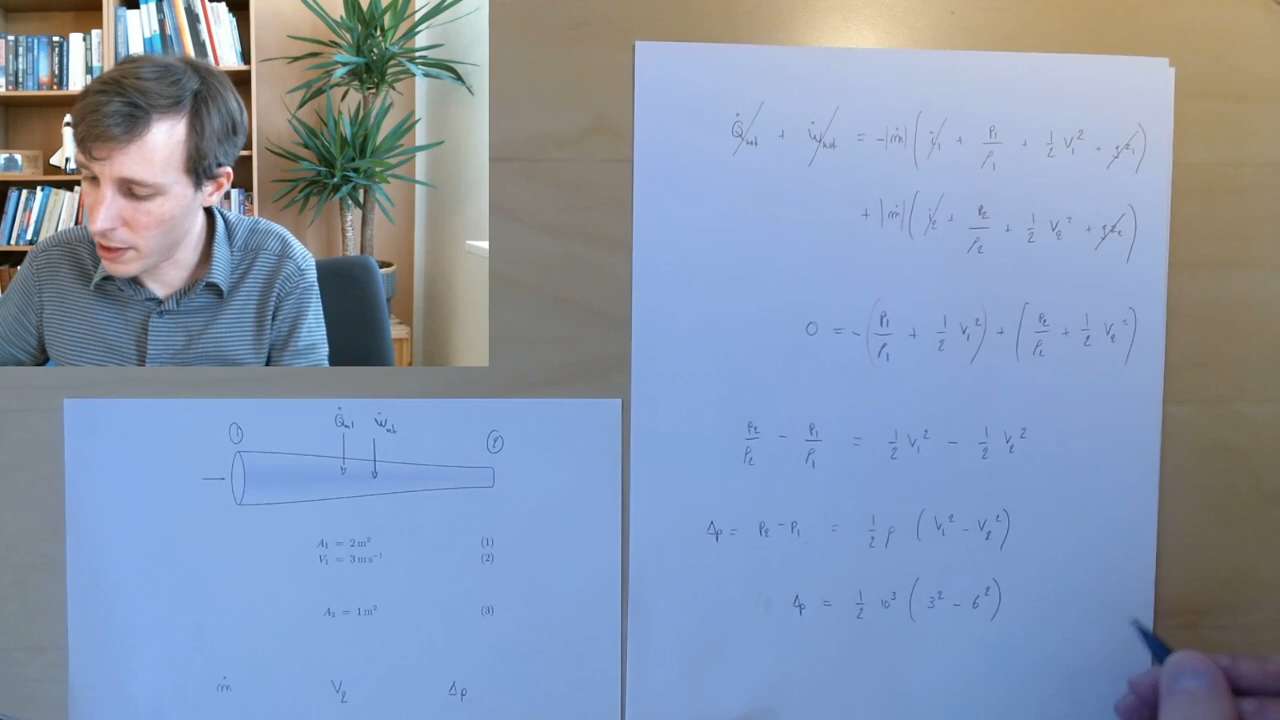 Q̇net + Ẇnet = -|ṁ| ( i₁ + P₁/ρ₁ + 1/2 V₁² + gz₁ )
+ |ṁ| ( i₂ + P₂/ρ₂ + 1/2 V₂² + gz₂ )
0 = - ( P₁/ρ₁ + 1/2 V₁² ) + ( P₂/ρ₂ + 1/2 V₂² )
P₂/ρ₂ - P₁/ρ₁ = 1/2 V₁² - 1/2 V₂²
Δp = P₂ - P₁ = 1/2 ρ ( V₁² - V₂² )
Δp = 1/2 10³ ( 3² - 6² )
Q̇net Ẇnet
1 2
A₁ = 2 m² (1)
V₁ = 3 m s⁻¹ (2)
A₂ = 1 m² (3)
ṁ V₂ Δp